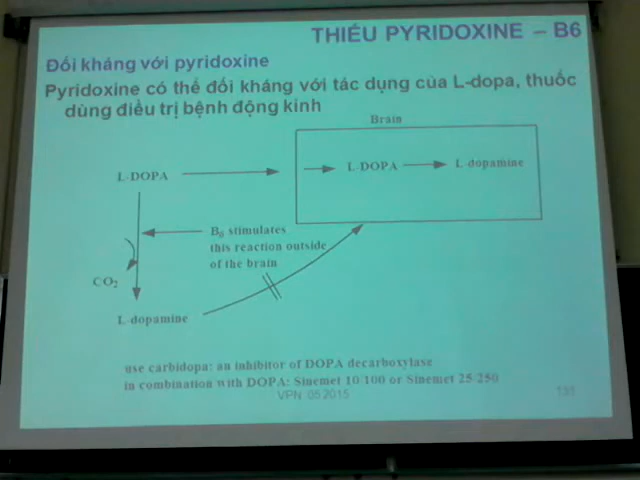 THIẾU PYRIDOXINE – B6
Đối kháng với pyridoxine
Pyridoxine có thể đối kháng với tác dụng của L-dopa, thuốc
dùng điều trị bệnh động kinh
Brain
L-DOPA
L-DOPA
L-dopamine
B6 stimulates
this reaction outside
of the brain
CO2
L-dopamine
use carbidopa: an inhibitor of DOPA decarboxylase
in combination with DOPA: Sinemet 10/100 or Sinemet 25/250
VPN 05.2015